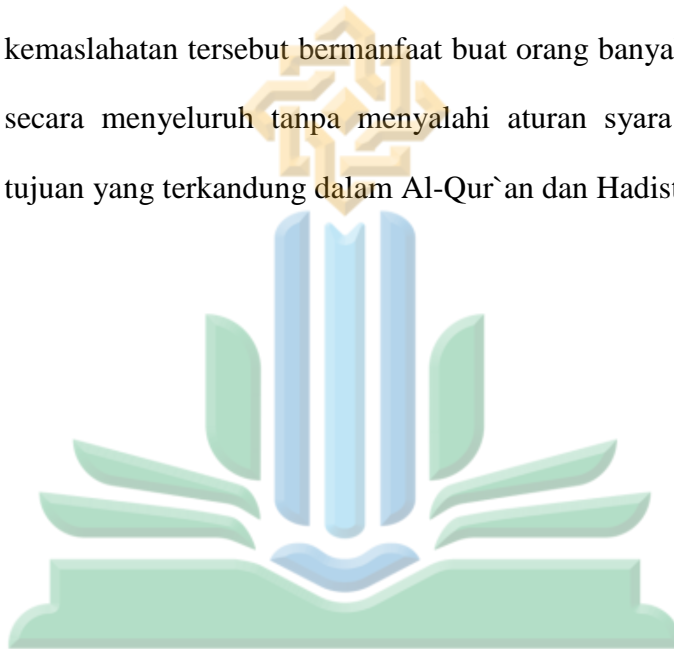 kemaslahatan tersebut bermanfaat buat orang banya
secara menyeluruh tanpa menyalahi aturan syara
tujuan yang terkandung dalam Al-Qur`an dan Hadist